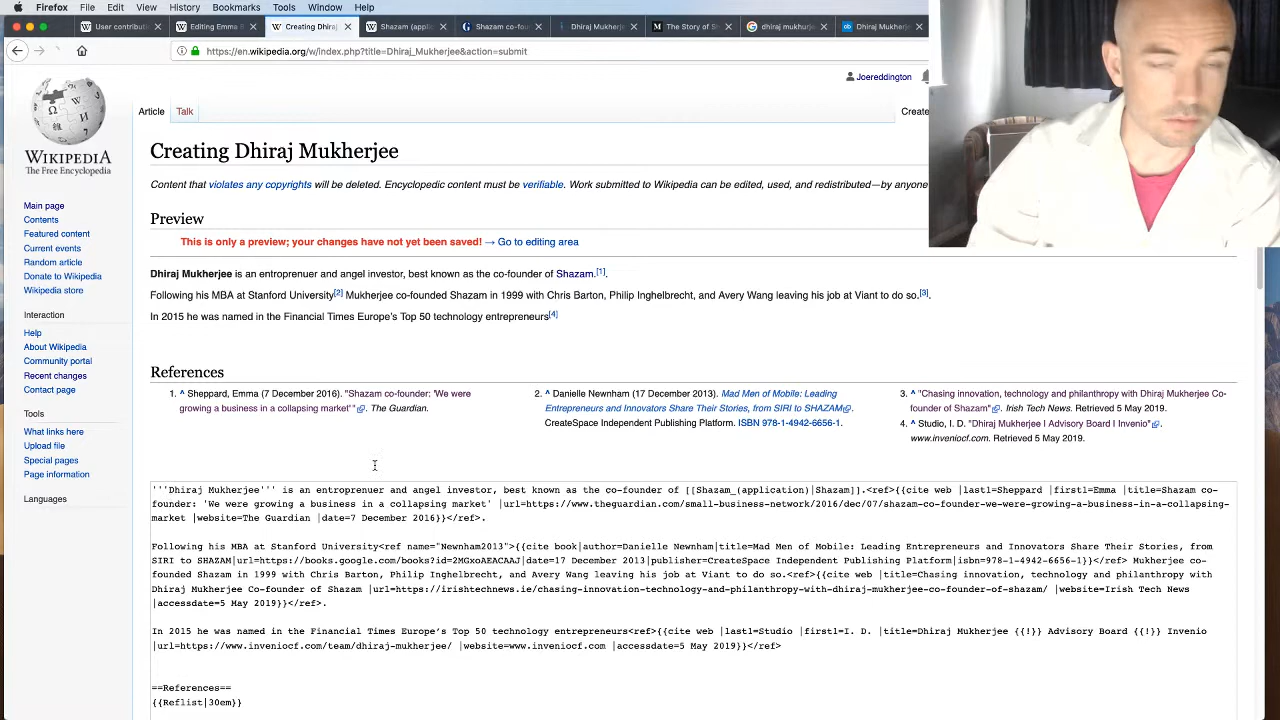 Firefox File Edit View History Bookmarks Tools Window Help
User contributio
Editing Emma B
Creating Dhiraj
Shazam (applic
Shazam co-fou
Dhiraj Mukherje
The Story of Sh
dhiraj mukhurje
Dhiraj Mukherje
https://en.wikipedia.org/w/index.php?title=Dhiraj_Mukherjee&action=submit
Joereddington
WIKIPEDIA
The Free Encyclopedia
Article Talk
Create
Main page
Contents
Featured content
Current events
Random article
Donate to Wikipedia
Wikipedia store
Interaction
Help
About Wikipedia
Community portal
Recent changes
Contact page
Tools
What links here
Upload file
Special pages
Page information
Languages
Creating Dhiraj Mukherjee
Content that violates any copyrights will be deleted. Encyclopedic content must be verifiable. Work submitted to Wikipedia can be edited, used, and redistributed—by anyone
Preview
This is only a preview; your changes have not yet been saved! → Go to editing area
Dhiraj Mukherjee is an entreprenuer and angel investor, best known as the co-founder of Shazam.[1].
Following his MBA at Stanford University[2] Mukherjee co-founded Shazam in 1999 with Chris Barton, Philip Inghelbrecht, and Avery Wang leaving his job at Viant to do so.[3].
In 2015 he was named in the Financial Times Europe's Top 50 technology entrepreneurs[4]
References
1. ^ Sheppard, Emma (7 December 2016). "Shazam co-founder: 'We were
growing a business in a collapsing market'". The Guardian.
2. ^ Danielle Newnham (17 December 2013). Mad Men of Mobile: Leading
Entrepreneurs and Innovators Share Their Stories, from SIRI to SHAZAM.
CreateSpace Independent Publishing Platform. ISBN 978-1-4942-6656-1.
3. ^ "Chasing innovation, technology and philanthropy with Dhiraj Mukherjee Co-
founder of Shazam". Irish Tech News. Retrieved 5 May 2019.
4. ^ Studio, I. D. "Dhiraj Mukherjee | Advisory Board | Invenio".
www.inveniocf.com. Retrieved 5 May 2019.
'''Dhiraj Mukherjee''' is an entreprenuer and angel investor, best known as the co-founder of [[Shazam_(application)|Shazam]].<ref>{{cite web |last1=Sheppard |first1=Emma |title=Shazam co-
founder: 'We were growing a business in a collapsing market' |url=https://www.theguardian.com/small-business-network/2016/dec/07/shazam-co-founder-we-were-growing-a-business-in-a-collapsing-
market |website=The Guardian |date=7 December 2016}}</ref>.
Following his MBA at Stanford University<ref name="Newnham2013">{{cite book|author=Danielle Newnham|title=Mad Men of Mobile: Leading Entrepreneurs and Innovators Share Their Stories, from
SIRI to SHAZAM|url=https://books.google.com/books?id=2MGxoAEACAAJ|date=17 December 2013|publisher=CreateSpace Independent Publishing Platform|isbn=978-1-4942-6656-1}}</ref> Mukherjee co-
founded Shazam in 1999 with Chris Barton, Philip Inghelbrecht, and Avery Wang leaving his job at Viant to do so.<ref>{{cite web |title=Chasing innovation, technology and philanthropy with
Dhiraj Mukherjee Co-founder of Shazam |url=https://irishtechnews.ie/chasing-innovation-technology-and-philanthropy-with-dhiraj-mukherjee-co-founder-of-shazam/ |website=Irish Tech News
|accessdate=5 May 2019}}</ref>.
In 2015 he was named in the Financial Times Europe's Top 50 technology entrepreneurs<ref>{{cite web |last1=Studio |first1=I. D. |title=Dhiraj Mukherjee {{!}} Advisory Board {{!}} Invenio
|url=https://www.inveniocf.com/team/dhiraj-mukherjee/ |website=www.inveniocf.com |accessdate=5 May 2019}}</ref>
==References==
{{Reflist|30em}}